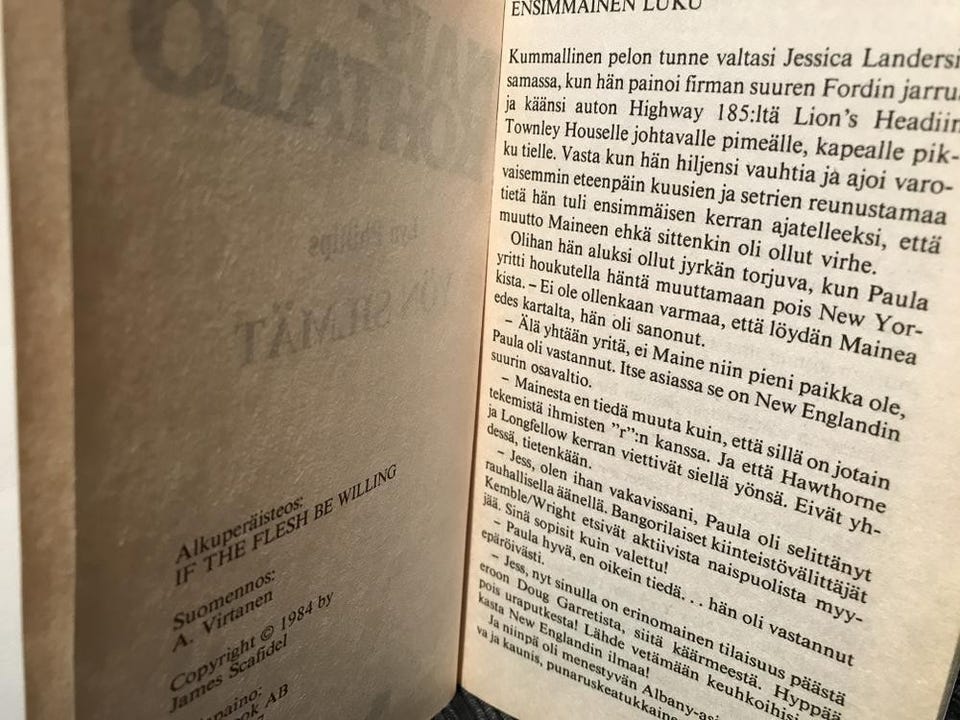 Lyn Phillips
YÖN SILMÄT
Alkuperäisteos:
IF THE FLESH BE WILLING
Suomennos:
A. Virtanen
Copyright © 1984 by
James Scafidel
ENSIMMÄINEN LUKU
Kummallinen pelon tunne valtasi Jessica Landersi
samassa, kun hän painoi firman suuren Fordin jarru
ja käänsi auton Highway 185:ltä Lion's Headiin
Townley Houselle johtavalle pimeälle, kapealle pik-
ku tielle. Vasta kun hän hiljensi vauhtia ja ajoi varo-
vaisemmin eteenpäin kuusien ja setrien reunustamaa
tietä hän tuli ensimmäisen kerran ajatelleeksi, että
muutto Maineen ehkä sittenkin oli ollut virhe.
Olihan hän aluksi ollut jyrkän torjuva, kun Paula
yritti houkutella häntä muuttamaan pois New Yor-
kista. – Ei ole ollenkaan varmaa, että löydän Mainea
edes kartalta, hän oli sanonut.
– Älä yhtään yritä, ei Maine niin pieni paikka ole,
Paula oli vastannut. Itse asiassa se on New Englandin
suurin osavaltio.
– Mainesta en tiedä muuta kuin, että sillä on jotain
tekemistä ihmisten "r":n kanssa. Ja että Hawthorne
ja Longfellow kerran viettivät siellä yönsä. Eivät yh-
dessä, tietenkään.
– Jess, olen ihan vakavissani, Paula oli selittänyt
rauhallisella äänellä. Bangorilaiset kiinteistövälittäjät
Kemble/Wright etsivät aktiivista naispuolista myy-
jää. Sinä sopisit kuin valettu!
– Paula hyvä, en oikein tiedä... hän oli vastannut
epäröivästi.
– Jess, nyt sinulla on erinomainen tilaisuus päästä
eroon Doug Garretista, siitä käärmeestä. Hyppää
pois uraputkesta! Lähde vetämään keuhkoihisi
kasta New Englandin ilmaa!
Ja niinpä oli menestyvän Albany-asi
va ja kaunis, punaruskeatukkaine